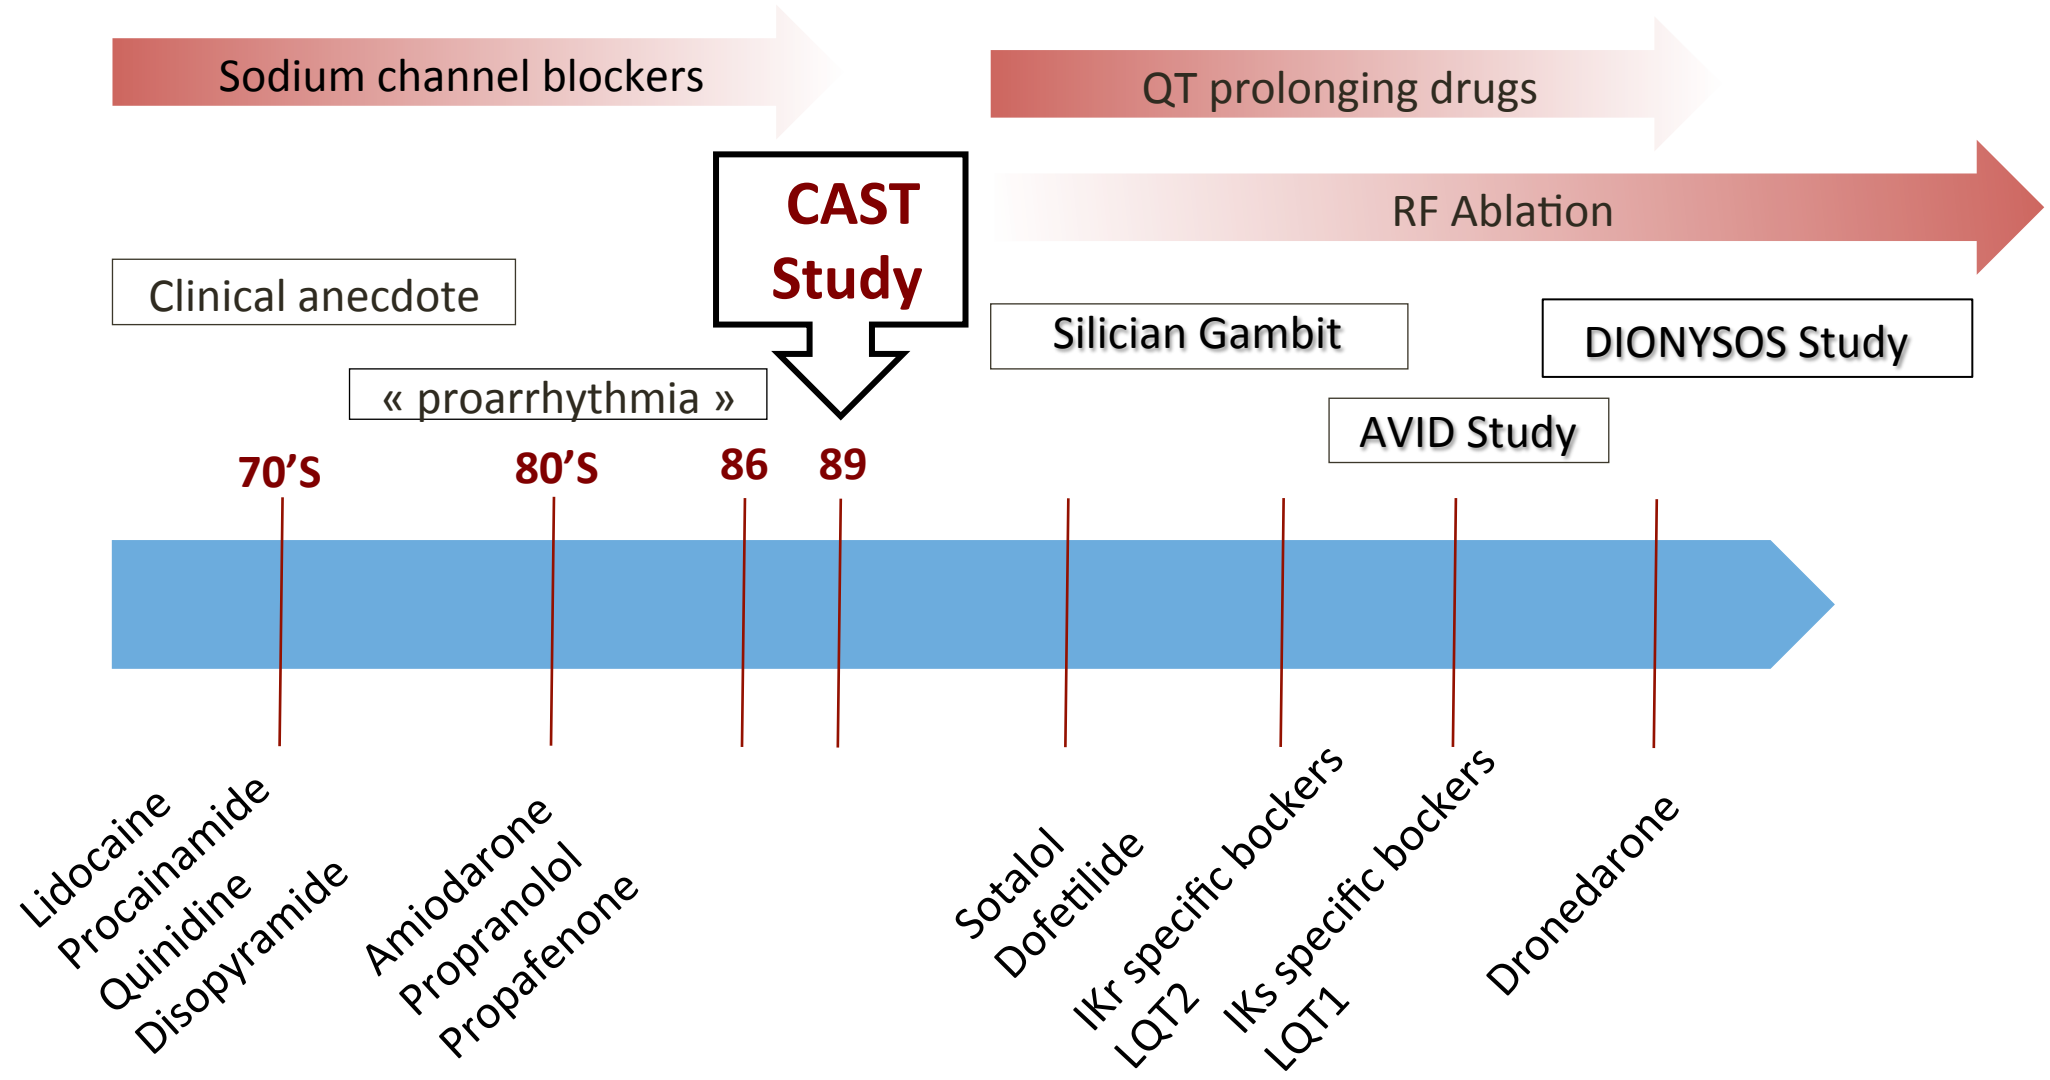 Sodium channel blockers
QT prolonging drugs
RF Ablation
CAST
Study
Clinical anecdote
Silician Gambit
DIONYSOS Study
« proarrhythmia »
AVID Study
70'S
80'S
86
89
Lidocaine
Procainamide
Quinidine
Disopyramide
Amiodarone
Propranolol
Propafenone
Sotalol
Dofetilide
IKr specific bockers
LQT2
IKs specific bockers
LQT1
Dronedarone